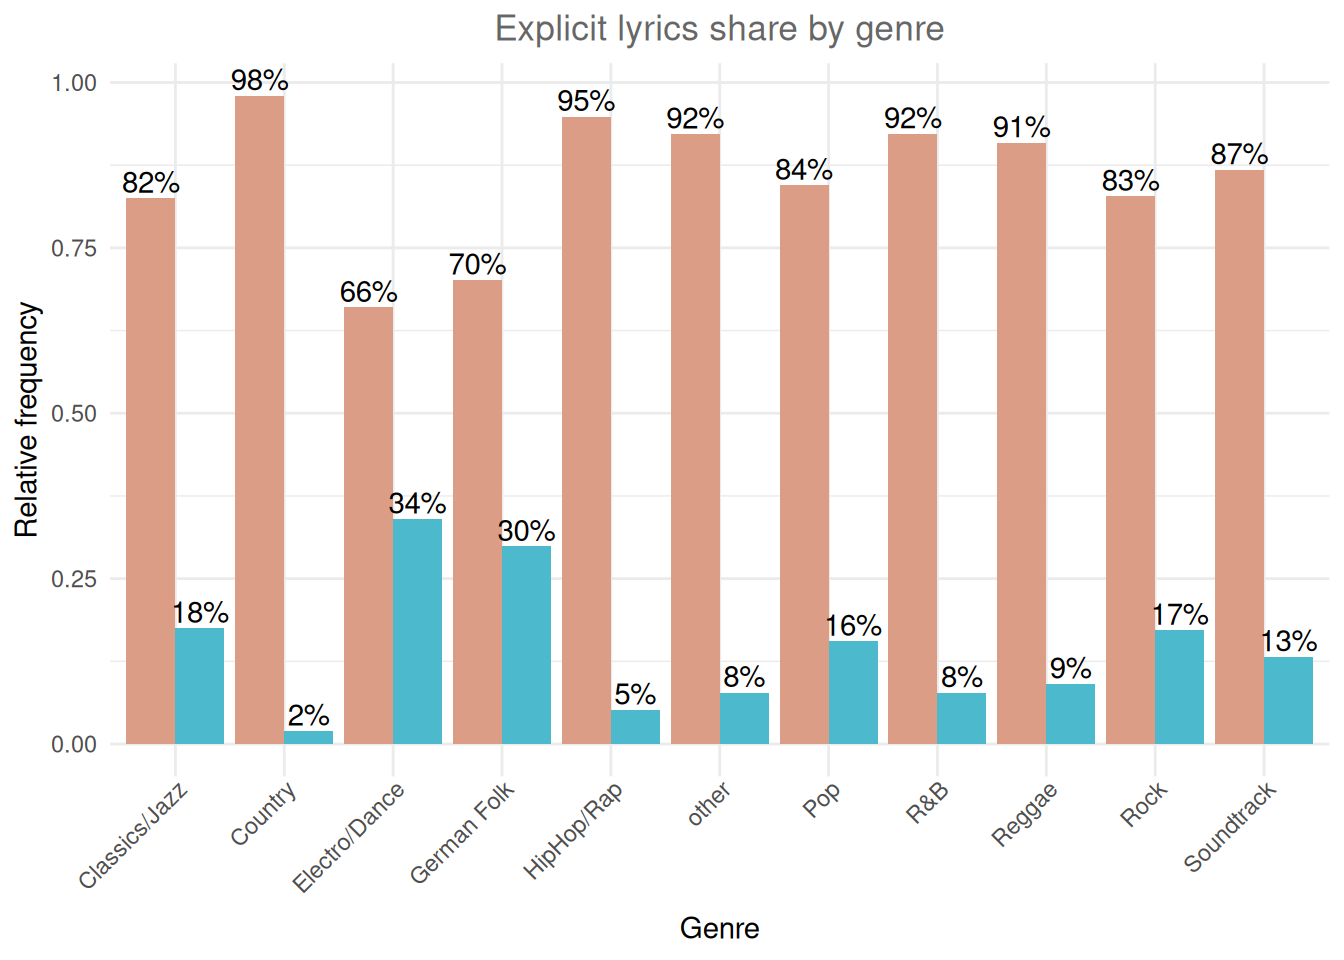 Explicit lyrics share by genre
Relative frequency
1.00
0.75
0.50
0.25
0.00
82%
18%
98%
2%
66%
34%
70%
30%
95%
5%
92%
8%
84%
16%
92%
8%
91%
9%
83%
17%
87%
13%
Classics/Jazz
Country
Electro/Dance
German Folk
HipHop/Rap
other
Pop
R&B
Reggae
Rock
Soundtrack
Genre